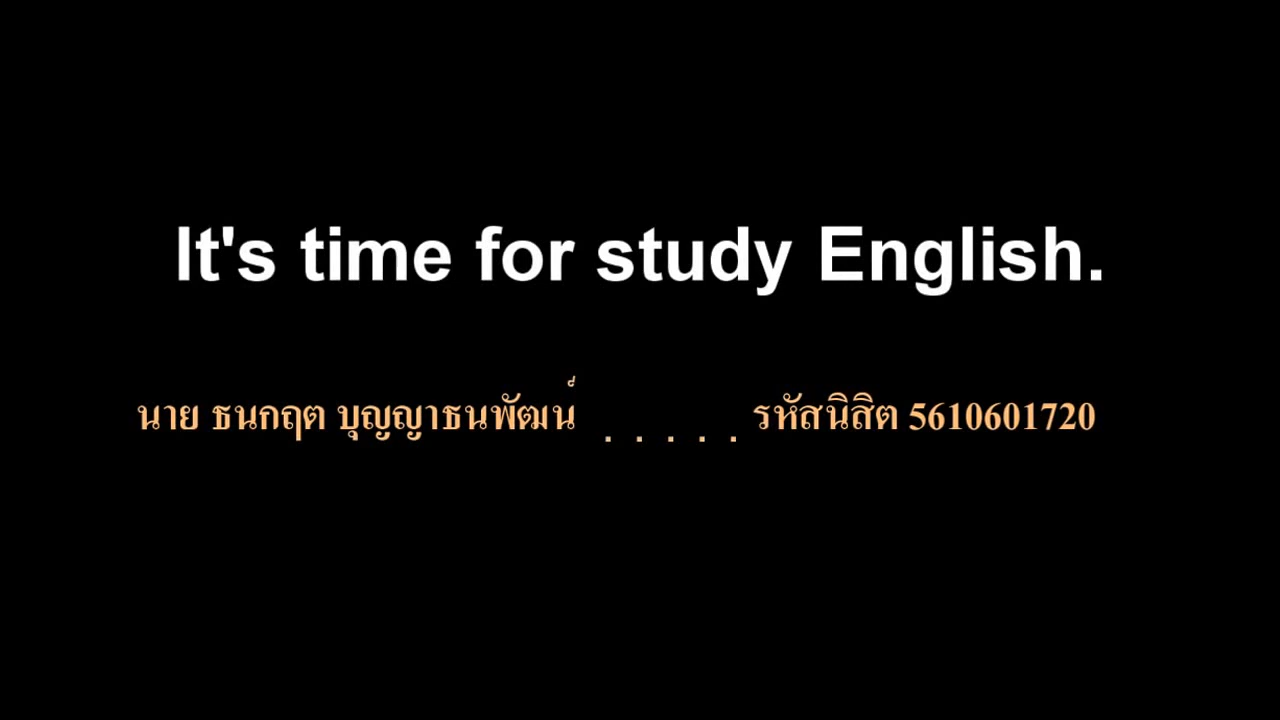 It's time for study English.
นาย ธนกฤต บุญญาธนพัฒน์ . . . . . รหัสนิสิต 5610601720